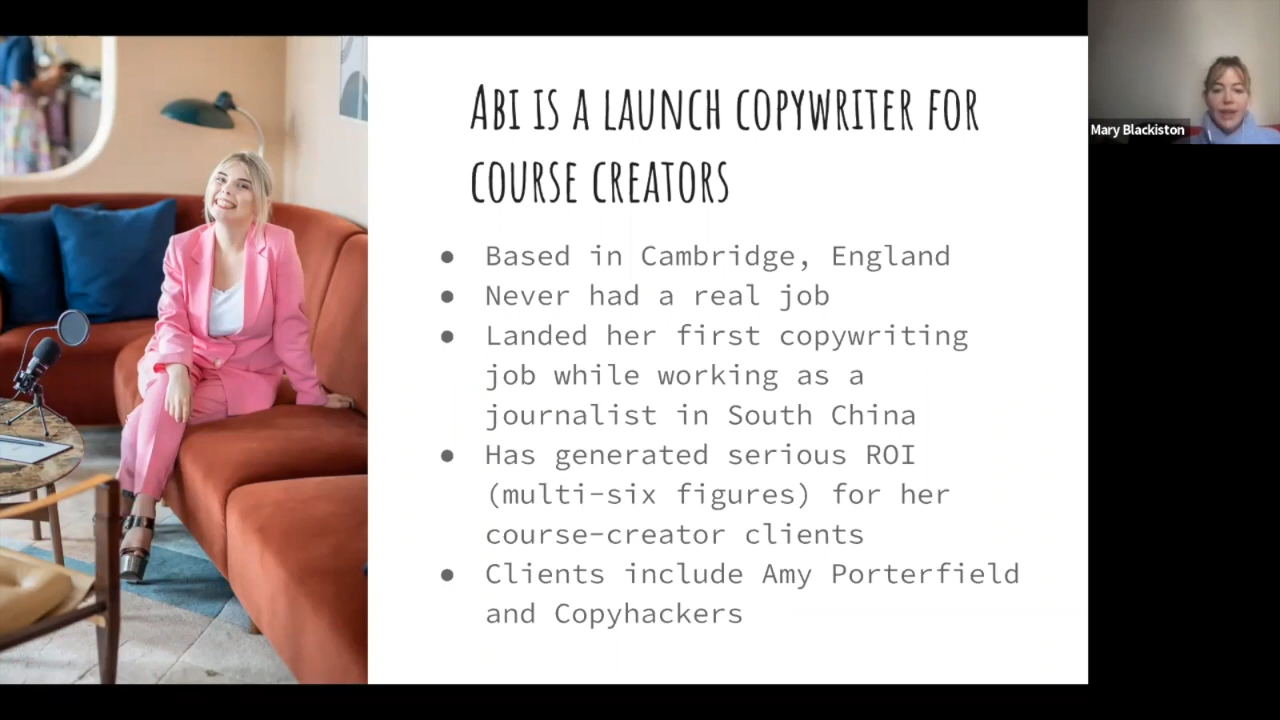 ABI IS A LAUNCH COPYWRITER FOR
COURSE CREATORS
● Based in Cambridge, England
● Never had a real job
● Landed her first copywriting
job while working as a
journalist in South China
● Has generated serious ROI
(multi-six figures) for her
course-creator clients
● Clients include Amy Porterfield
and Copyhackers
Mary Blackiston